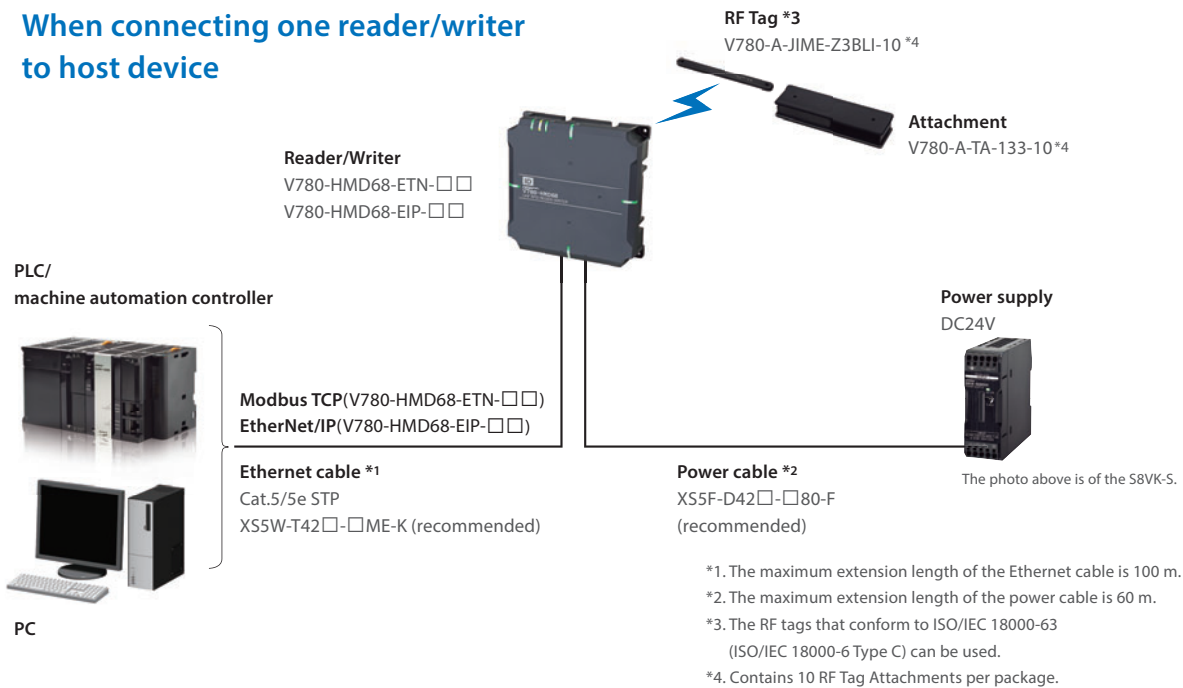 When connecting one reader/writer
to host device
RF Tag *3
V780-A-JIME-Z3BLI-10 *4
Attachment
V780-A-TA-133-10 *4
Reader/Writer
V780-HMD68-ETN-□□
V780-HMD68-EIP-□□
V780-HMD68
PLC/
machine automation controller
Power supply
DC24V
Modbus TCP(V780-HMD68-ETN-□□)
EtherNet/IP(V780-HMD68-EIP-□□)
Ethernet cable *1
Cat.5/5e STP
XS5W-T42□-□ME-K (recommended)
Power cable *2
XS5F-D42□-□80-F
(recommended)
The photo above is of the S8VK-S.
PC
*1. The maximum extension length of the Ethernet cable is 100 m.
*2. The maximum extension length of the power cable is 60 m.
*3. The RF tags that conform to ISO/IEC 18000-63
(ISO/IEC 18000-6 Type C) can be used.
*4. Contains 10 RF Tag Attachments per package.